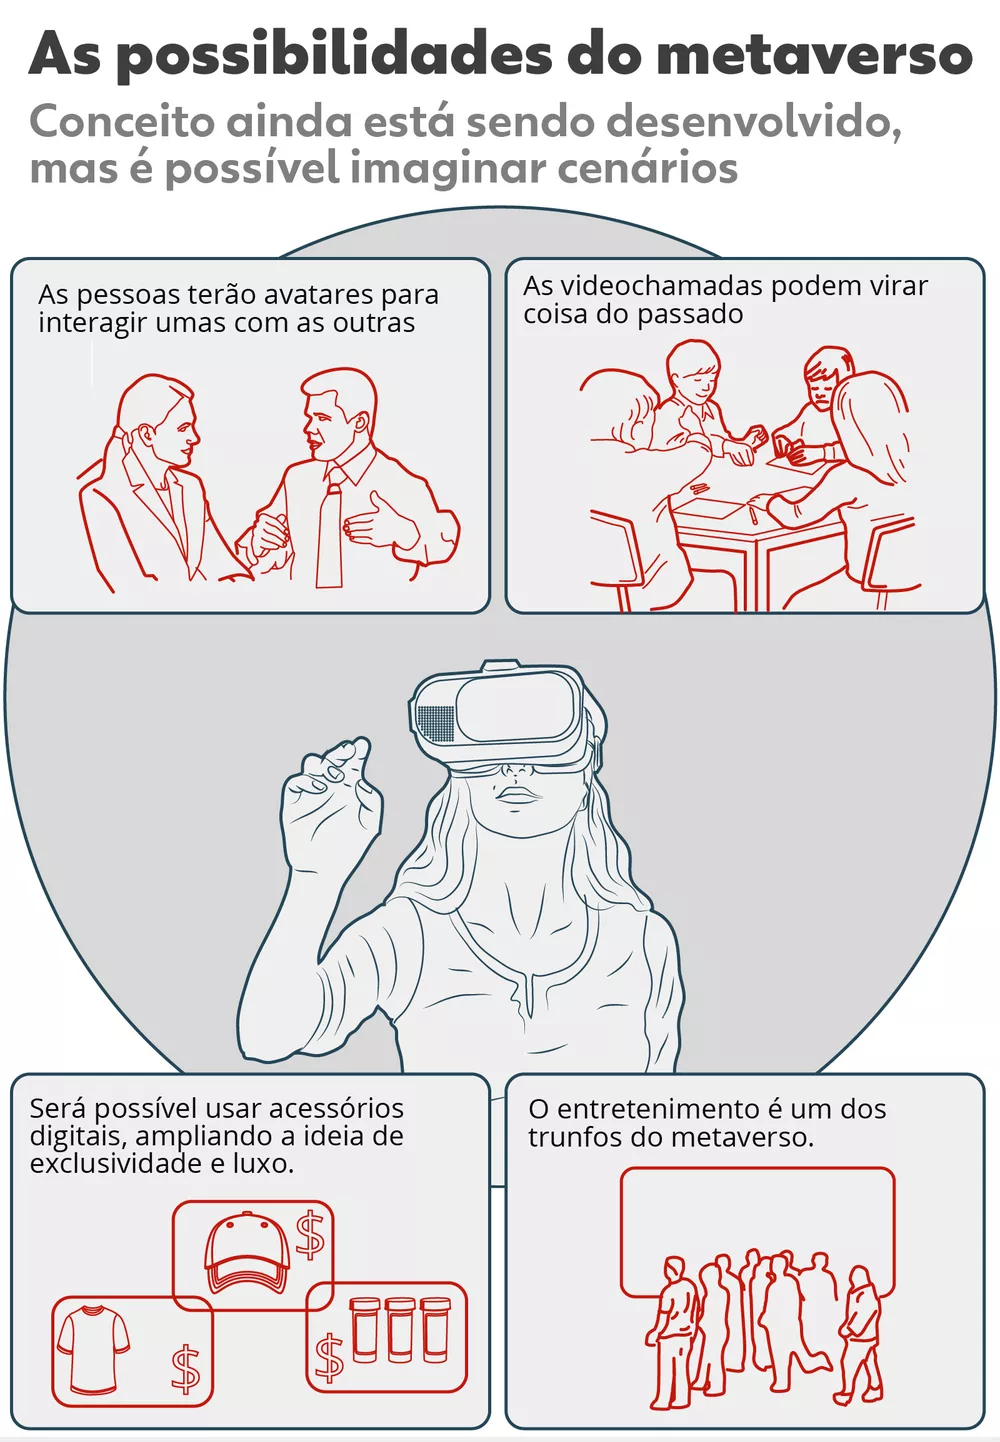 As possibilidades do metaverso
Conceito ainda está sendo desenvolvido,
mas é possível imaginar cenários
As pessoas terão avatares para
interagir umas com as outras
As videochamadas podem virar
coisa do passado
Será possível usar acessórios
digitais, ampliando a ideia de
exclusividade e luxo.
$
$
$
O entretenimento é um dos
trunfos do metaverso.